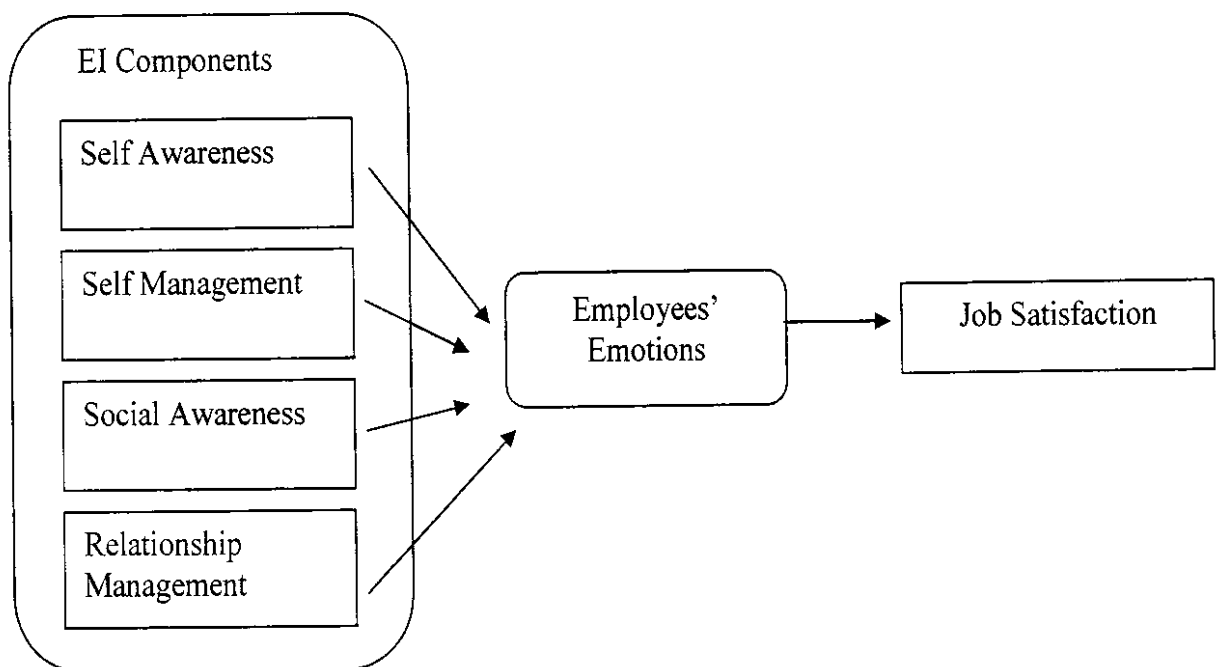 EI Components
Self Awareness
Self Management
Social Awareness
Relationship
Management
Employees’
Emotions
Job Satisfaction